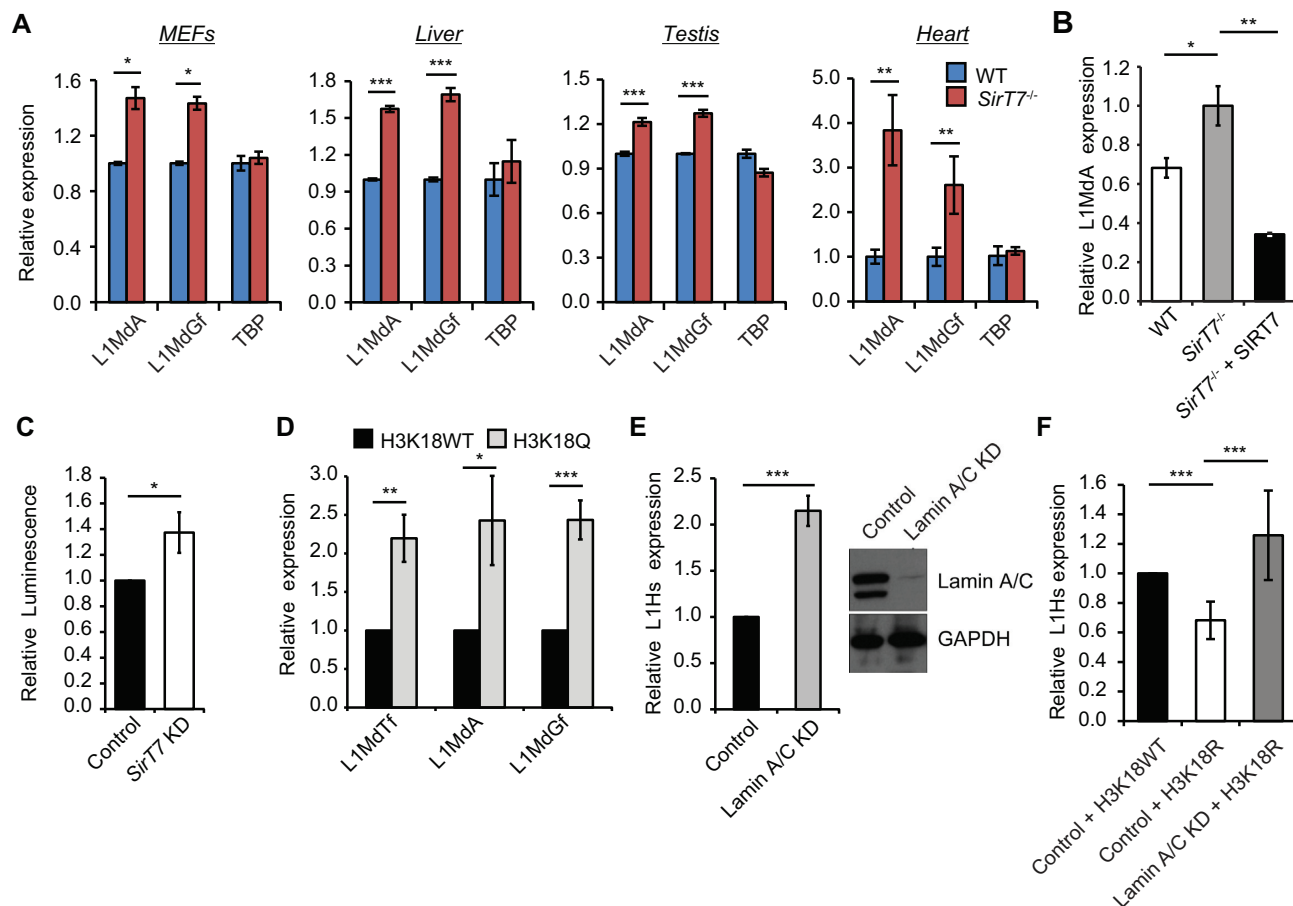 A
MEFs
Liver
Testis
Heart
WT
SirT7-/-
Relative expression
1.6
1.2
0.8
0.4
0.0
* *
L1MdA
L1MdGf
TBP
1.8
1.5
1.2
0.9
0.6
0.3
0.0
*** ***
L1MdA
L1MdGf
TBP
1.5
1.2
0.9
0.6
0.3
0.0
*** ***
L1MdA
L1MdGf
TBP
5.0
4.0
3.0
2.0
1.0
0.0
** **
L1MdA
L1MdGf
TBP
B
Relative L1MdA expression
1.2
1.0
0.8
0.6
0.4
0.2
0.0
* **
WT
SirT7-/-
SirT7-/- + SIRT7
C
Relative Luminescence
1.8
1.6
1.4
1.2
1.0
0.8
0.6
0.4
0.2
0.0
*
Control
SirT7 KD
D
H3K18WT
H3K18Q
Relative expression
3.0
2.5
2.0
1.5
1.0
0.5
0.0
** * ***
L1MdTf
L1MdA
L1MdGf
E
Relative L1Hs expression
2.5
2.0
1.5
1.0
0.5
0.0
***
Control
Lamin A/C KD
Control
Lamin A/C KD
Lamin A/C
GAPDH
F
Relative L1Hs expression
1.6
1.4
1.2
1.0
0.8
0.6
0.4
0.2
0.0
*** ***
Control + H3K18WT
Control + H3K18R
Lamin A/C KD + H3K18R